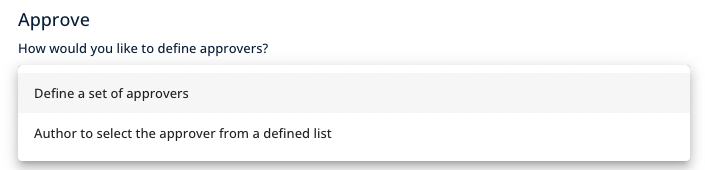 Approve
How would you like to define approvers?
Define a set of approvers
Author to select the approver from a defined list